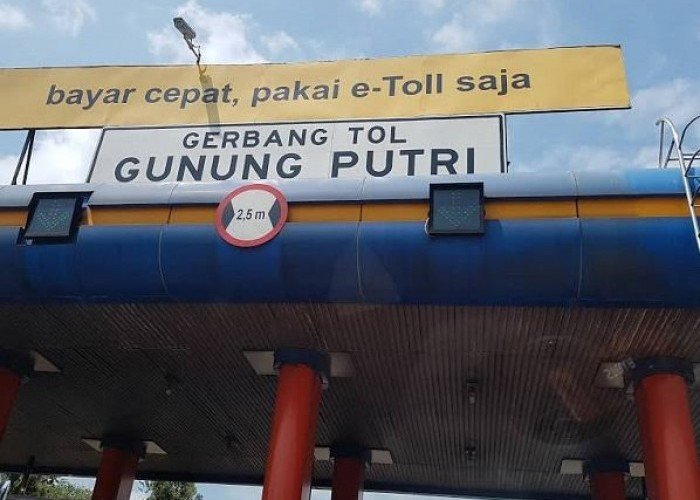 bayar cepat, pakai e-Toll saja
GERBANG TOL
GUNUNG PUTRI
2,5 m